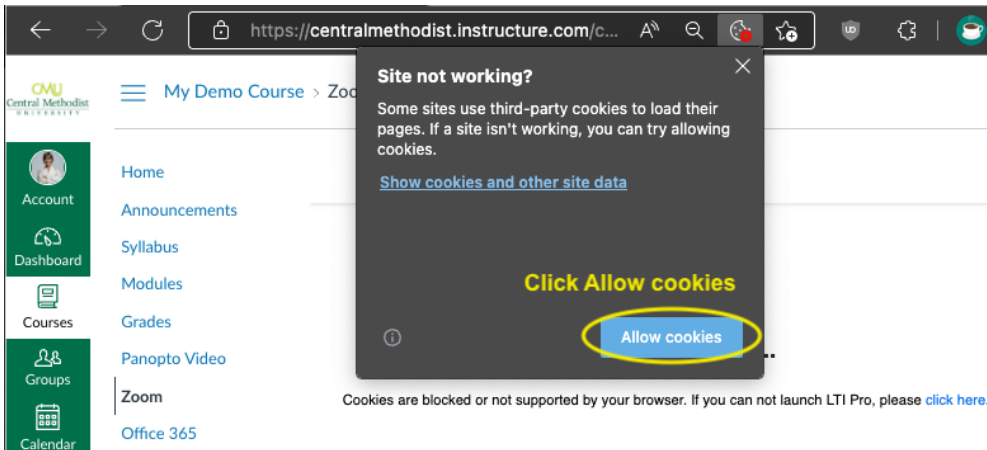 https://centralmethodist.instructure.com/c...
CMU
Central Methodist
UNIVERSITY
My Demo Course > Zoo
Site not working?
Some sites use third-party cookies to load their
pages. If a site isn't working, you can try allowing
cookies.
Show cookies and other site data
Click Allow cookies
Allow cookies
Account
Dashboard
Courses
Groups
Calendar
Home
Announcements
Syllabus
Modules
Grades
Panopto Video
Zoom
Office 365
Cookies are blocked or not supported by your browser. If you can not launch LTI Pro, please click here.